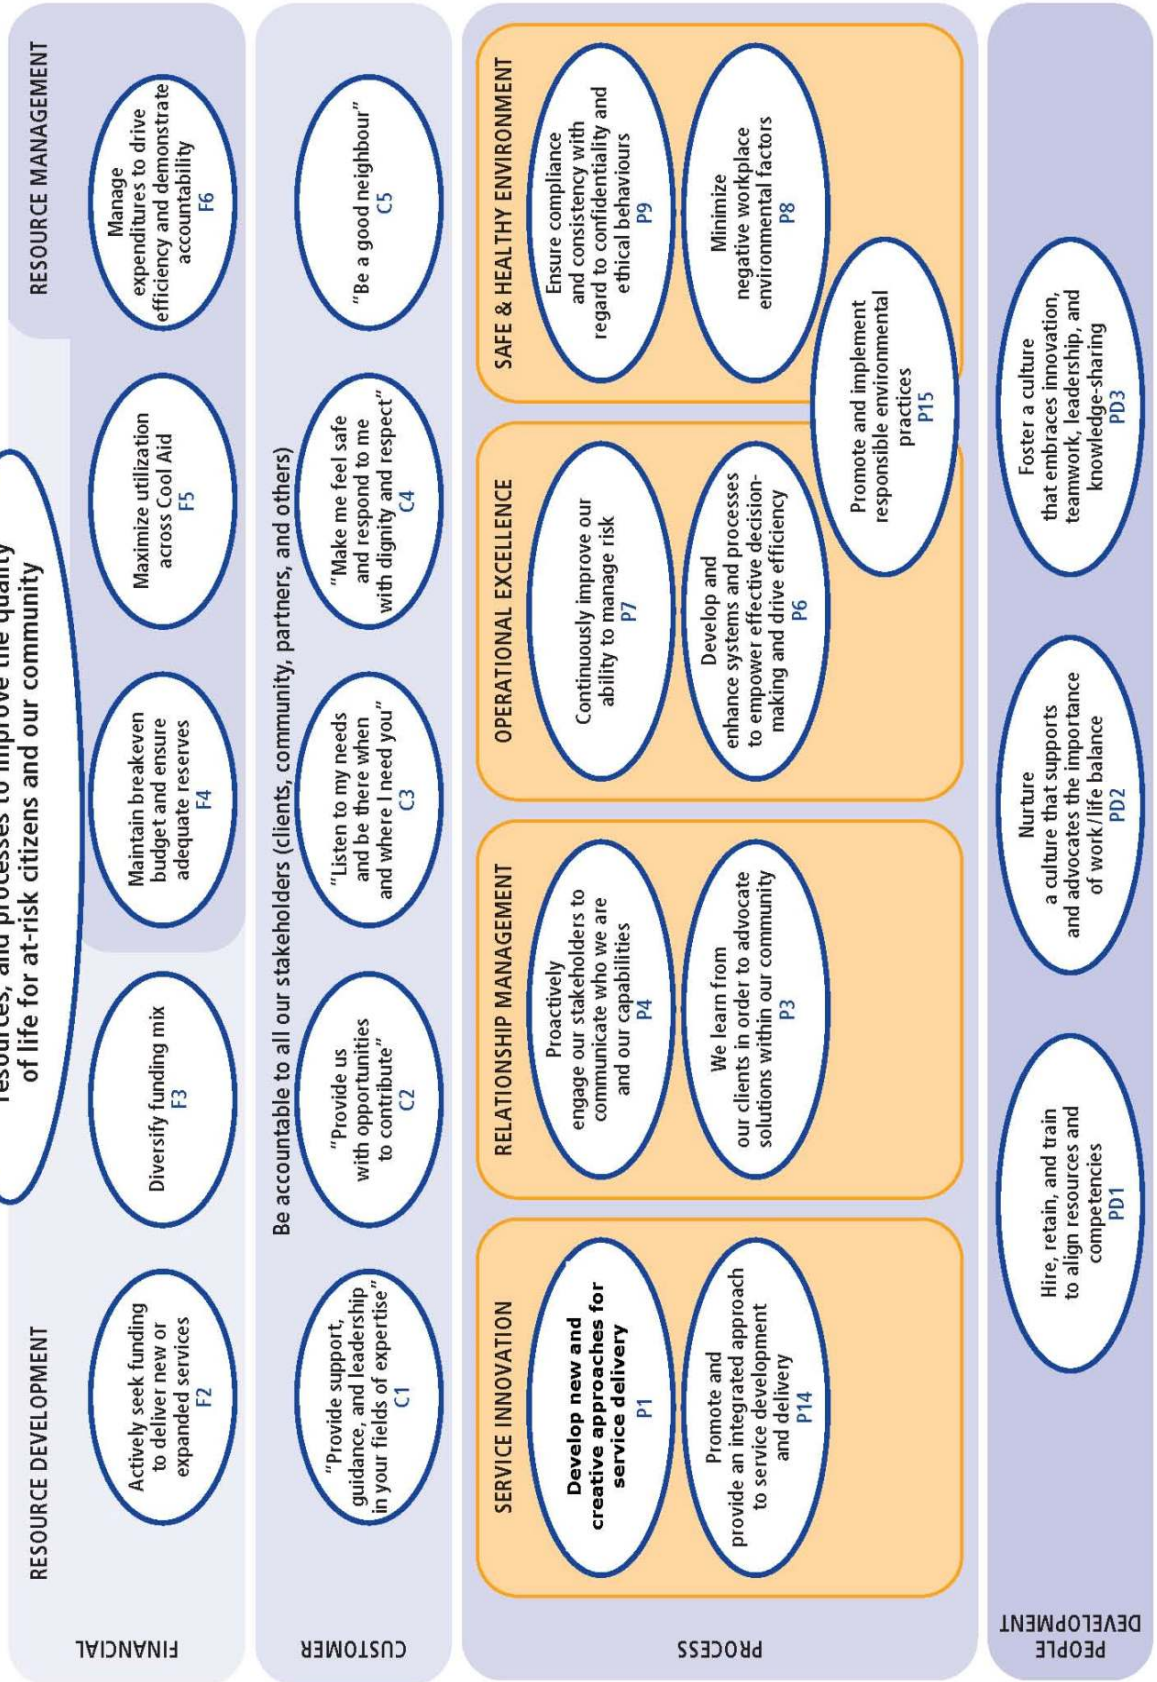 resources, and processes to improve the quality
of life for at-risk citizens and our community
FINANCIAL
RESOURCE DEVELOPMENT
RESOURCE MANAGEMENT
Actively seek funding
to deliver new or
expanded services
F2
Diversify funding mix
F3
Maintain breakeven
budget and ensure
adequate reserves
F4
Maximize utilization
across Cool Aid
F5
Manage
expenditures to drive
efficiency and demonstrate
accountability
F6
CUSTOMER
Be accountable to all our stakeholders (clients, community, partners, and others)
"Provide support,
guidance, and leadership
in your fields of expertise"
C1
"Provide us
with opportunities
to contribute"
C2
"Listen to my needs
and be there when
and where I need you"
C3
"Make me feel safe
and respond to me
with dignity and respect"
C4
"Be a good neighbour"
C5
PROCESS
SERVICE INNOVATION
Develop new and
creative approaches for
service delivery
P1
Promote and
provide an integrated approach
to service development
and delivery
P14
RELATIONSHIP MANAGEMENT
Proactively
engage our stakeholders to
communicate who we are
and our capabilities
P4
We learn from
our clients in order to advocate
solutions within our community
P3
OPERATIONAL EXCELLENCE
Continuously improve our
ability to manage risk
P7
Develop and
enhance systems and processes
to empower effective decision-
making and drive efficiency
P6
SAFE & HEALTHY ENVIRONMENT
Ensure compliance
and consistency with
regard to confidentiality and
ethical behaviours
P9
Minimize
negative workplace
environmental factors
P8
Promote and implement
responsible environmental
practices
P15
PEOPLE
DEVELOPMENT
Hire, retain, and train
to align resources and
competencies
PD1
Nurture
a culture that supports
and advocates the importance
of work/life balance
PD2
Foster a culture
that embraces innovation,
teamwork, leadership, and
knowledge-sharing
PD3